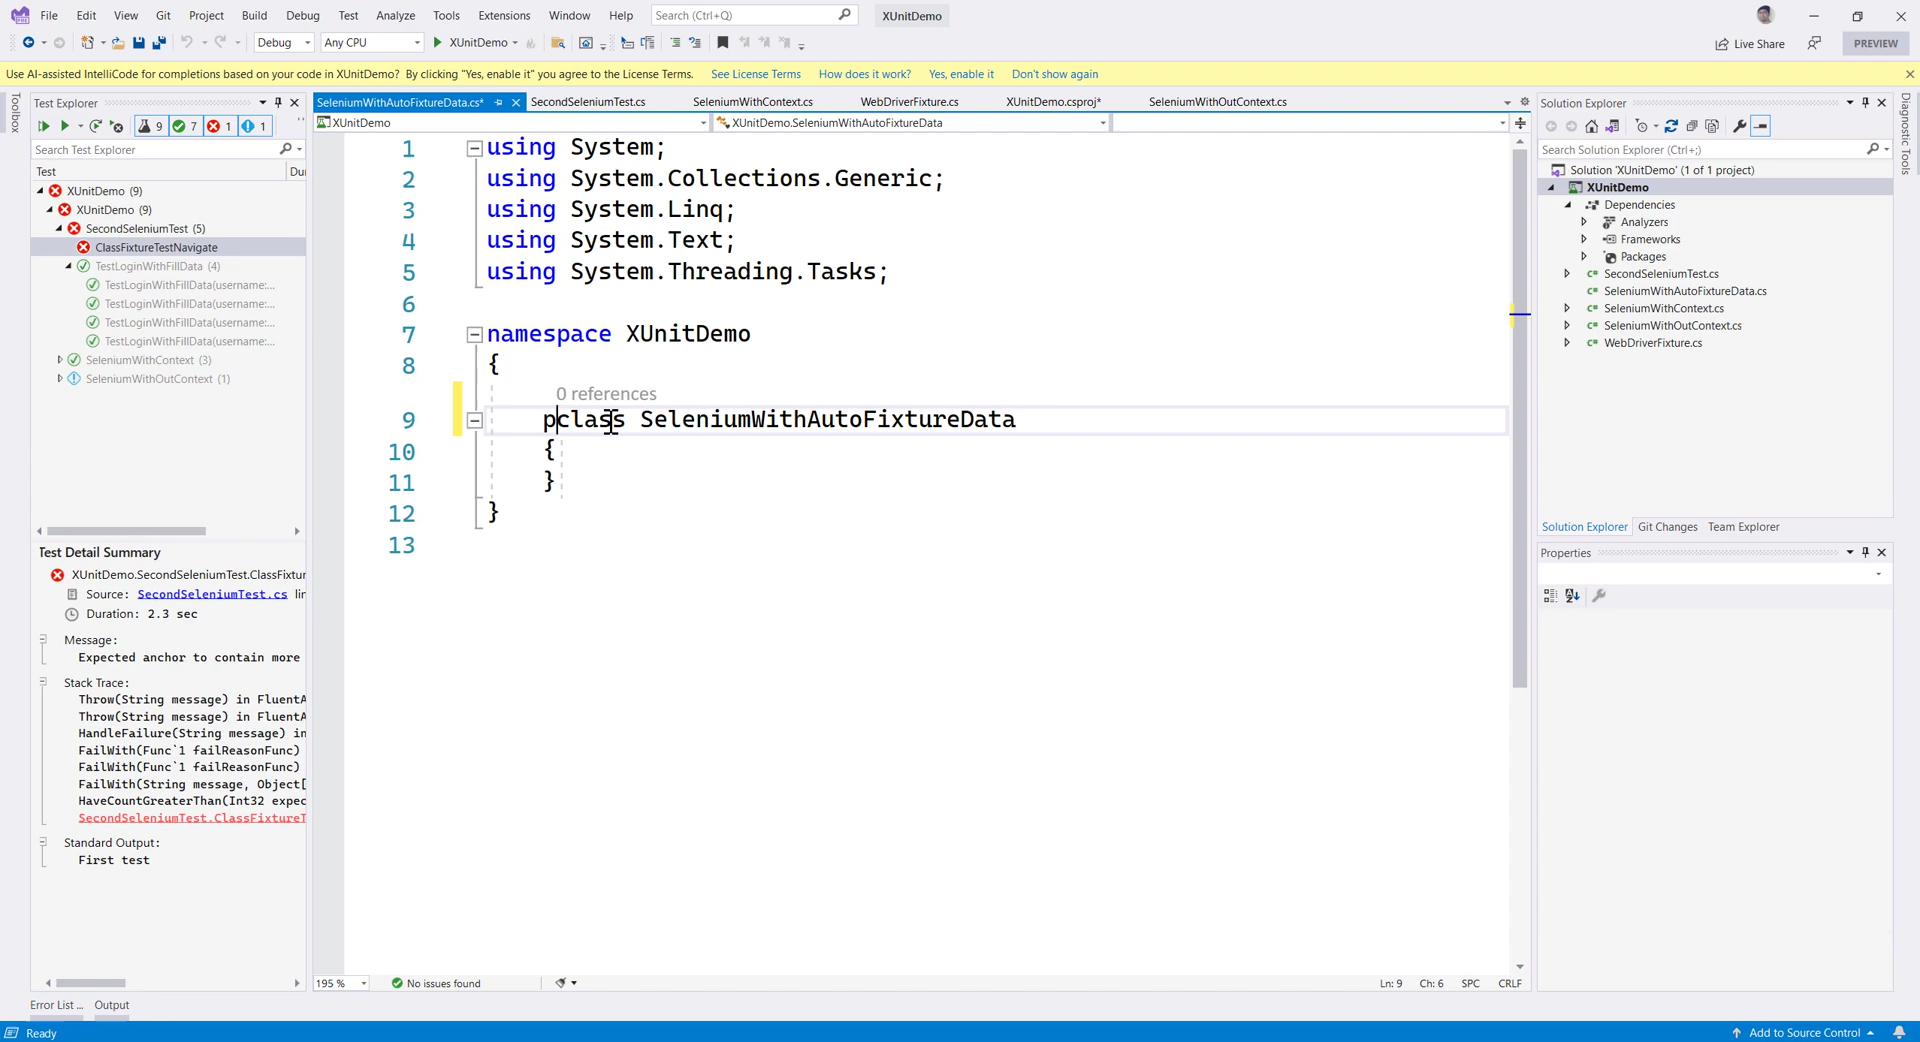 File Edit View Git Project Build Debug Test Analyze Tools Extensions Window Help Search (Ctrl+Q) XUnitDemo
Debug Any CPU XUnitDemo Live Share PREVIEW
Use AI-assisted IntelliCode for completions based on your code in XUnitDemo? By clicking "Yes, enable it" you agree to the License Terms. See License Terms How does it work? Yes, enable it Don't show again
Toolbox
Test Explorer
9 7 1 1
Search Test Explorer
Test Du
XUnitDemo (9)
XUnitDemo (9)
SecondSeleniumTest (5)
ClassFixtureTestNavigate
TestLoginWithFillData (4)
TestLoginWithFillData(username:...
TestLoginWithFillData(username:...
TestLoginWithFillData(username:...
TestLoginWithFillData(username:...
SeleniumWithContext (3)
SeleniumWithOutContext (1)
Test Detail Summary
XUnitDemo.SecondSeleniumTest.ClassFixtur
Source: SecondSeleniumTest.cs lin
Duration: 2.3 sec
Message:
Expected anchor to contain more
Stack Trace:
Throw(String message) in FluentA
Throw(String message) in FluentA
HandleFailure(String message) in
FailWith(Func`1 failReasonFunc)
FailWith(Func`1 failReasonFunc)
FailWith(String message, Object[
HaveCountGreaterThan(Int32 expec
SecondSeleniumTest.ClassFixtureT
Standard Output:
First test
SeleniumWithAutoFixtureData.cs* SecondSeleniumTest.cs SeleniumWithContext.cs WebDriverFixture.cs XUnitDemo.csproj* SeleniumWithOutContext.cs
XUnitDemo XUnitDemo.SeleniumWithAutoFixtureData
1 using System;
2 using System.Collections.Generic;
3 using System.Linq;
4 using System.Text;
5 using System.Threading.Tasks;
6
7 namespace XUnitDemo
8 {
0 references
9 pclass SeleniumWithAutoFixtureData
10 {
11 }
12 }
13
195 % No issues found Ln: 9 Ch: 6 SPC CRLF
Solution Explorer
Search Solution Explorer (Ctrl+;)
Solution 'XUnitDemo' (1 of 1 project)
XUnitDemo
Dependencies
Analyzers
Frameworks
Packages
SecondSeleniumTest.cs
SeleniumWithAutoFixtureData.cs
SeleniumWithContext.cs
SeleniumWithOutContext.cs
WebDriverFixture.cs
Solution Explorer Git Changes Team Explorer
Properties
Diagnostic Tools
Error List ... Output
Ready Add to Source Control